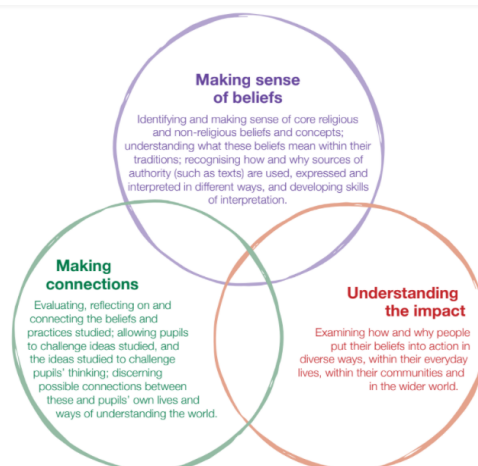 Making sense
of beliefs
Identifying and making sense of core religious
and non-religious beliefs and concepts;
understanding what these beliefs mean within their
traditions; recognising how and why sources of
authority (such as texts) are used, expressed and
interpreted in different ways, and developing skills
of interpretation.
Making
connections
Evaluating, reflecting on and
connecting the beliefs and
practices studied; allowing pupils
to challenge ideas studied, and
the ideas studied to challenge
pupils' thinking; discerning
possible connections between
these and pupils' own lives and
ways of understanding the world.
Understanding
the impact
Examining how and why people
put their beliefs into action in
diverse ways, within their everyday
lives, within their communities and
in the wider world.